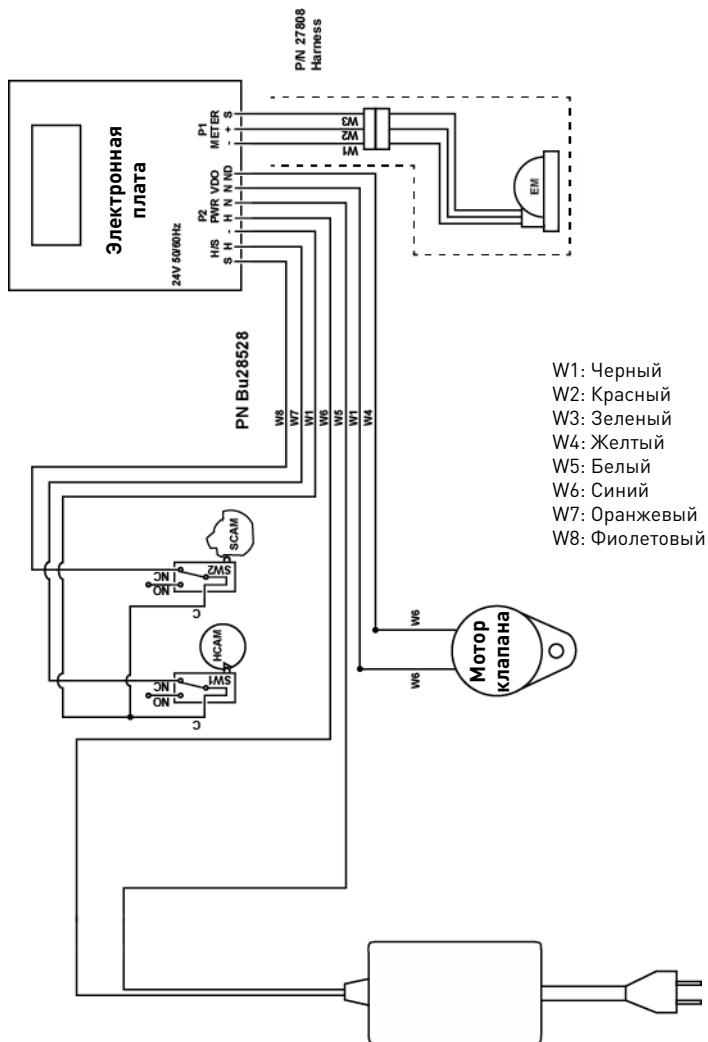 P/N 27808
Harness
Электронная
плата
24V 50/60Hz
P1
METER
- + S
P2
H/S PWR VDO
S H - H N N ND
W1
W2
W3
EM
PN Bu28528
W8
W7
W1
W6
W5
W1
W4
W1: Черный
W2: Красный
W3: Зеленый
W4: Желтый
W5: Белый
W6: Синий
W7: Оранжевый
W8: Фиолетовый
SCAM
SW2
NC
NO
C
HCAM
SW1
NC
NO
C
W6
W6
Мотор
клапана